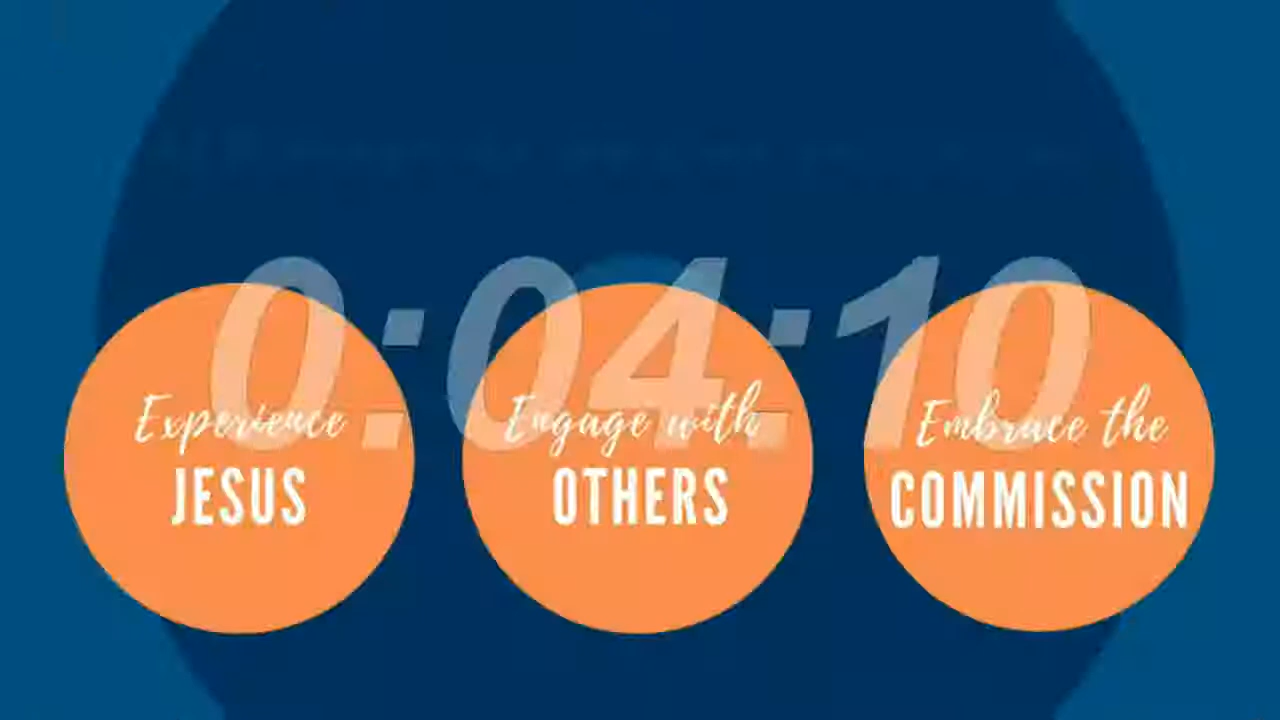 0:04:10
Experience
JESUS
Engage with
OTHERS
Embrace the
COMMISSION